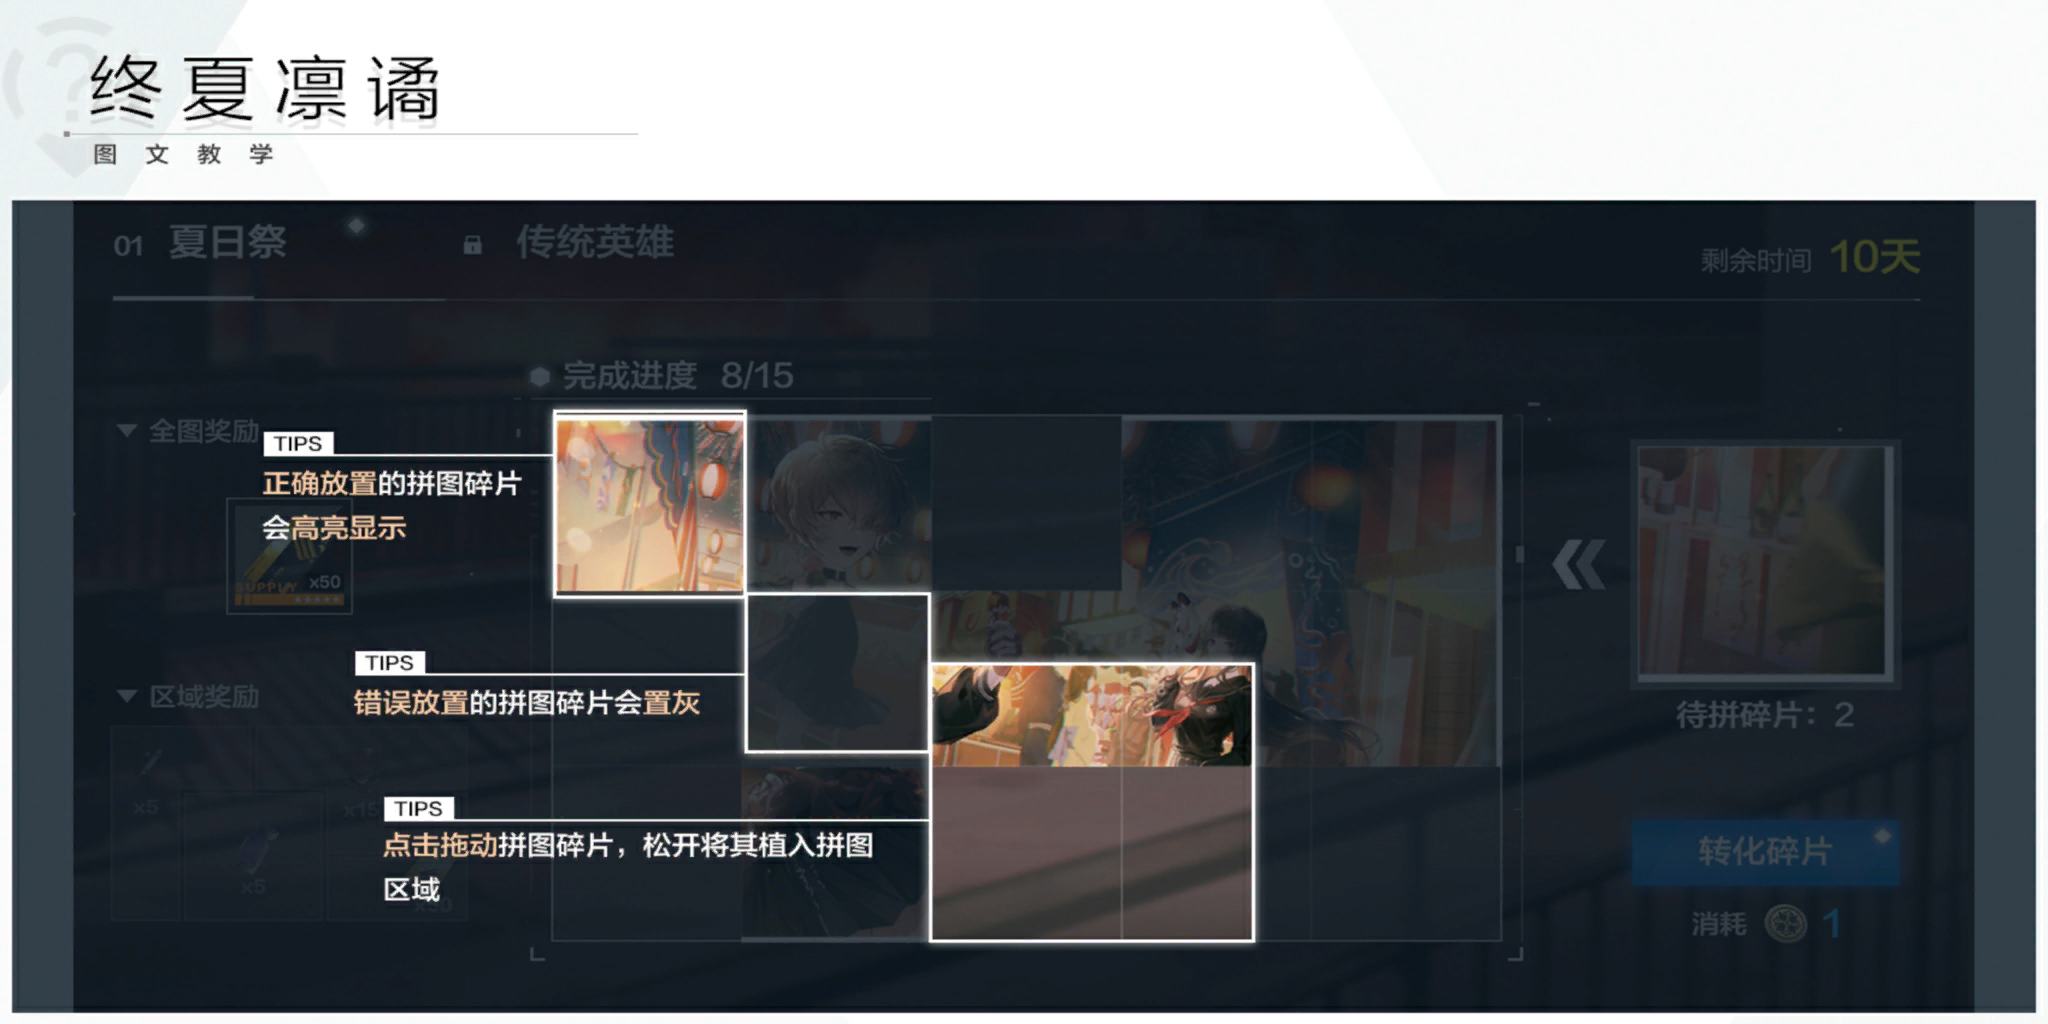 终夏凛谲
图文教学
01 夏日祭
传统英雄
剩余时间 10天
完成进度 8/15
全图奖励
TIPS
正确放置的拼图碎片
会高亮显示
SUPPLY x50
TIPS
错误放置的拼图碎片会置灰
区域奖励
待拼碎片：2
x5
x15
TIPS
点击拖动拼图碎片，松开将其植入拼图
区域
x5
转化碎片
消耗 1